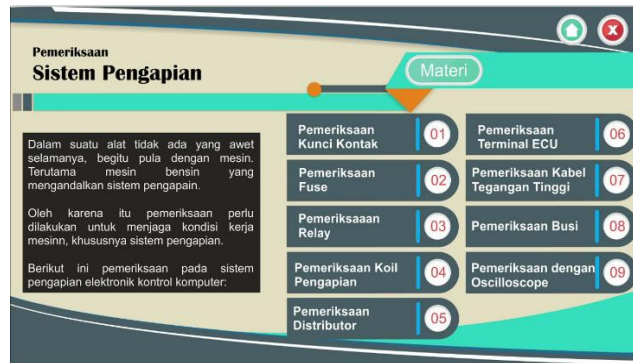 Pemeriksaan
Sistem Pengapian
X
Materi
Dalam suatu alat tidak ada yang awet
selamanya, begitu pula dengan mesin.
Terutama mesin bensin yang
mengandalkan sistem pengapain.
Oleh karena itu pemeriksaan perlu
dilakukan untuk menjaga kondisi kerja
mesinn, khususnya sistem pengapian.
Berikut ini pemeriksaan pada sistem
pengapian elektronik kontrol komputer:
Pemeriksaan
Kunci Kontak
01
Pemeriksaan
Fuse
02
Pemeriksaaan
Relay
03
Pemeriksaan Koil
Pengapian
04
Pemeriksaan
Distributor
05
Pemeriksaan
Terminal ECU
06
Pemeriksaan Kabel
Tegangan Tinggi
07
Pemeriksaan Busi
08
Pemeriksaan dengan
Oscilloscope
09